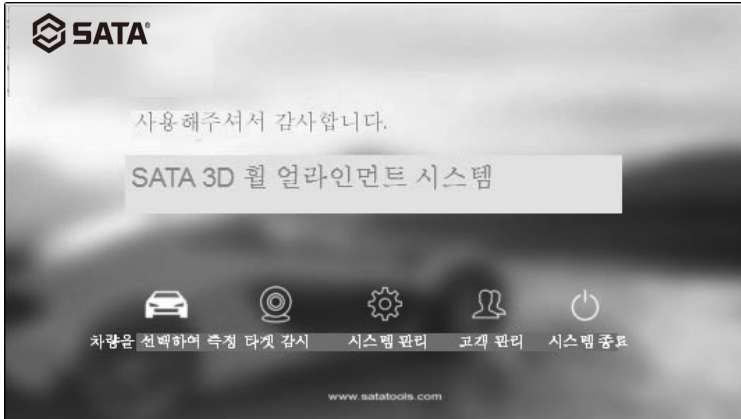 SATA
사용해주셔서 감사합니다.
SATA 3D 휠 얼라인먼트 시스템
차량을 선택하여 측정 타겟 감시 시스템 관리 고객 관리 시스템 종료
www.satatools.com